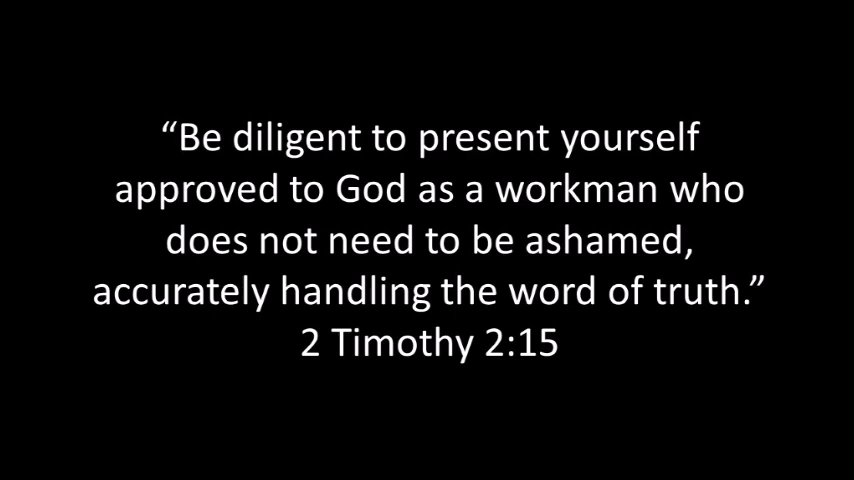 “Be diligent to present yourself
approved to God as a workman who
does not need to be ashamed,
accurately handling the word of truth.”
2 Timothy 2:15